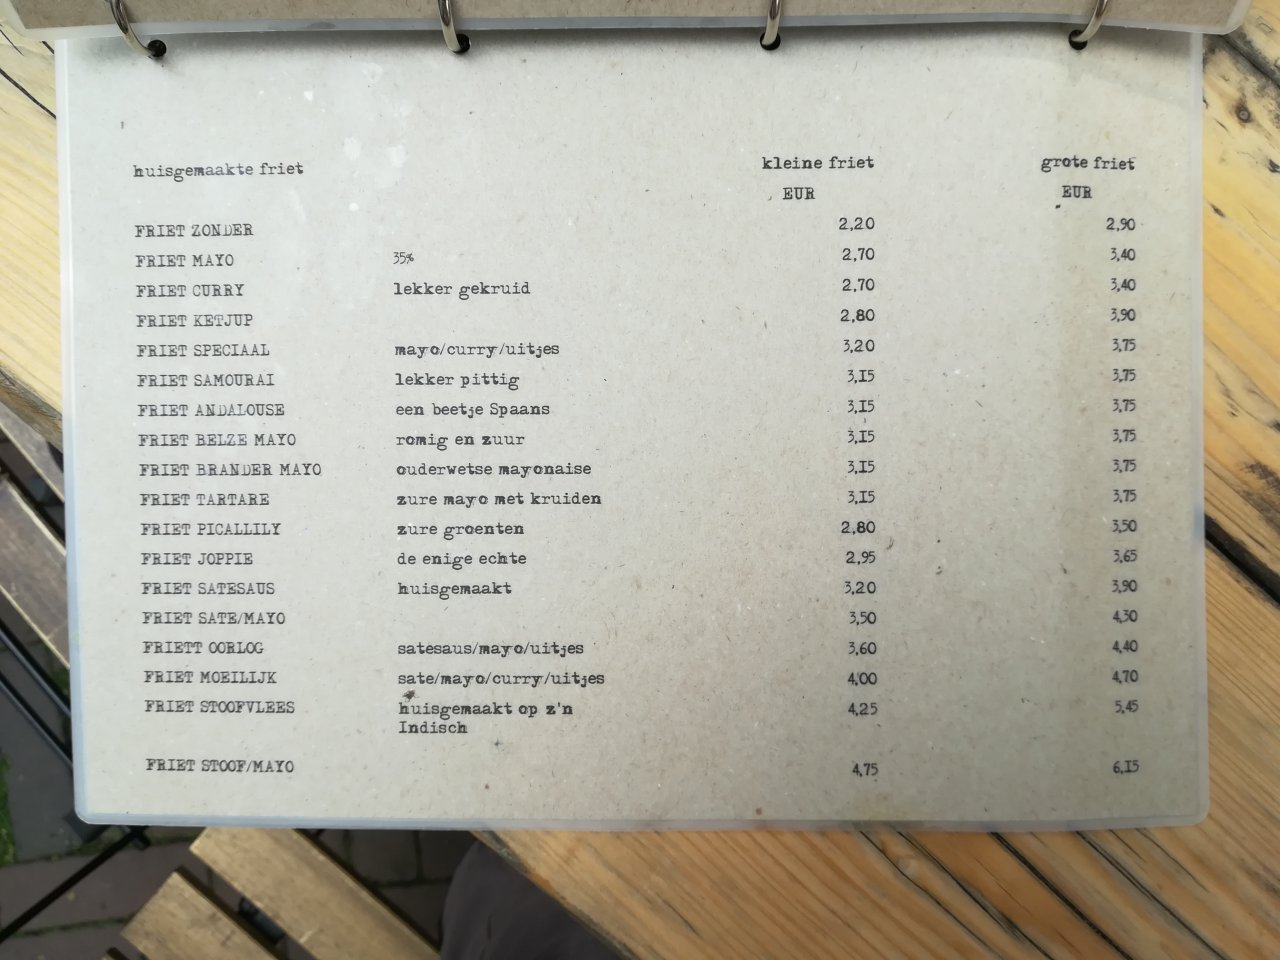 huisgemaakte friet kleine friet grote friet
EUR EUR
FRIET ZONDER 2,20 2,90
FRIET MAYO 35% 2,70 3,40
FRIET CURRY lekker gekruid 2,70 3,40
FRIET KETJUP 2,80 3,90
FRIET SPECIAAL mayo/curry/uitjes 3,20 3,75
FRIET SAMOURAI lekker pittig 3,15 3,75
FRIET ANDALOUSE een beetje Spaans 3,15 3,75
FRIET BELZE MAYO romig en zuur 3,15 3,75
FRIET BRANDER MAYO ouderwetse mayonaise 3,15 3,75
FRIET TARTARE zure mayo met kruiden 3,15 3,75
FRIET PICALLILY zure groenten 2,80 3,50
FRIET JOPPIE de enige echte 2,95 3,65
FRIET SATESAUS huisgemaakt 3,20 3,90
FRIET SATE/MAYO 3,50 4,30
FRIETT OORLOG satesaus/mayo/uitjes 3,60 4,40
FRIET MOEILIJK sate/mayo/curry/uitjes 4,00 4,70
FRIET STOOFVLEES huisgemaakt op z'n 4,25 5,45
Indisch
FRIET STOOF/MAYO 4,75 6,15